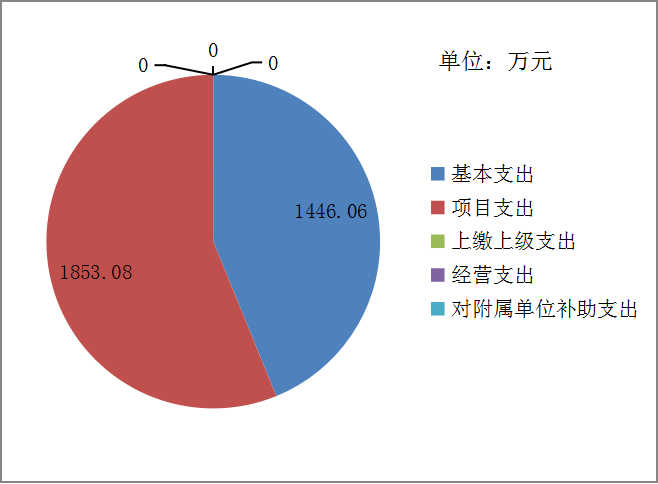 0
0
0
单位：万元
1446.06
1853.08
基本支出
项目支出
上缴上级支出
经营支出
对附属单位补助支出